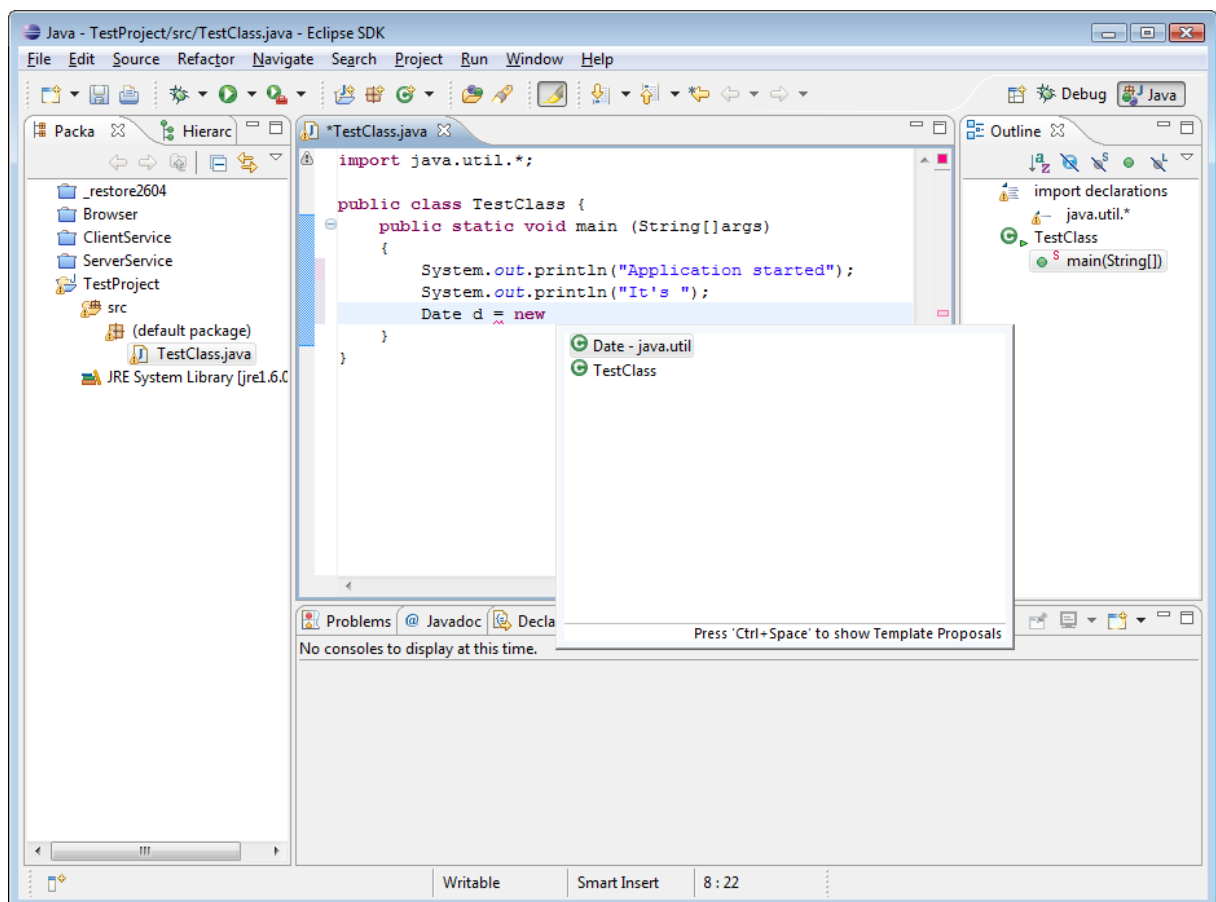 Java - TestProject/src/TestClass.java - Eclipse SDK
File Edit Source Refactor Navigate Search Project Run Window Help
Debug Java
Packa Hierarc
_restore2604
Browser
ClientService
ServerService
TestProject
src
(default package)
TestClass.java
JRE System Library [jre1.6.0
*TestClass.java
import java.util.*;
public class TestClass {
public static void main (String[]args)
{
System.out.println("Application started");
System.out.println("It's ");
Date d = new
}
}
Date - java.util
TestClass
Press 'Ctrl+Space' to show Template Proposals
Outline
import declarations
java.util.*
TestClass
main(String[])
Problems @ Javadoc Decla
No consoles to display at this time.
Writable Smart Insert 8 : 22